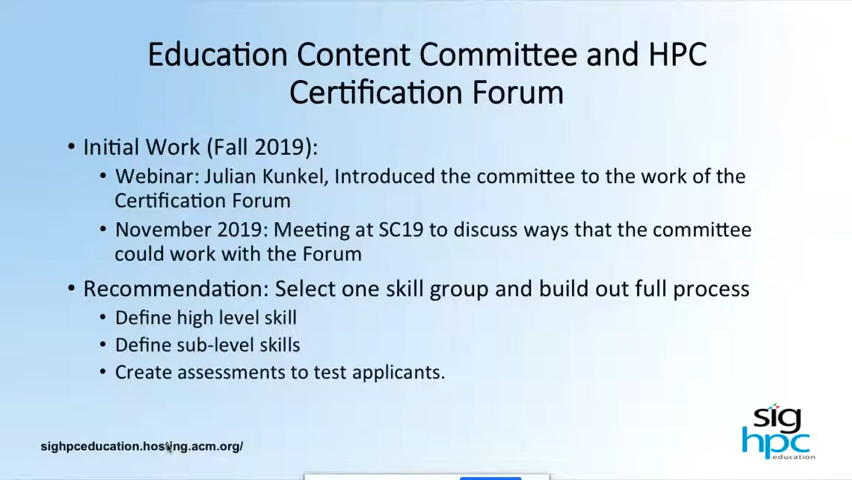 Education Content Committee and HPC
Certification Forum
• Initial Work (Fall 2019):
• Webinar: Julian Kunkel, Introduced the committee to the work of the
Certification Forum
• November 2019: Meeting at SC19 to discuss ways that the committee
could work with the Forum
• Recommendation: Select one skill group and build out full process
• Define high level skill
• Define sub-level skills
• Create assessments to test applicants.
sighpceducation.hosting.acm.org/
sig
hpc
education